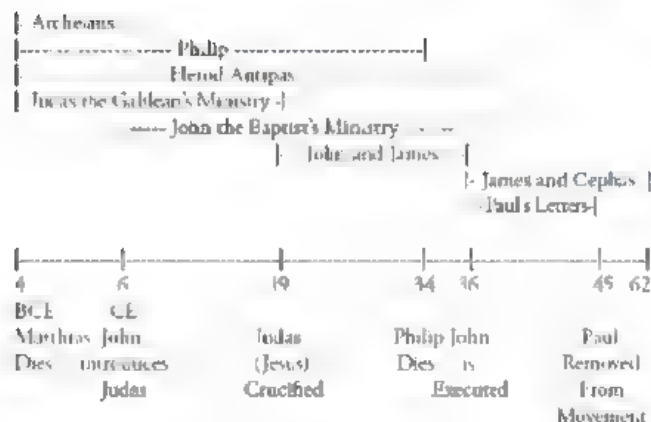 Archelaus
Philip
Herod Antipas
Judas the Galilean's Ministry
John the Baptist's Ministry
John and James
James and Cephas
Paul's Letters
4 6 19 34 36 45 62
BCE CE
Matthias John Judas Philip John Paul
Dies introduces (Jesus) Dies is Removed
Judas Crucified Executed From
Movement